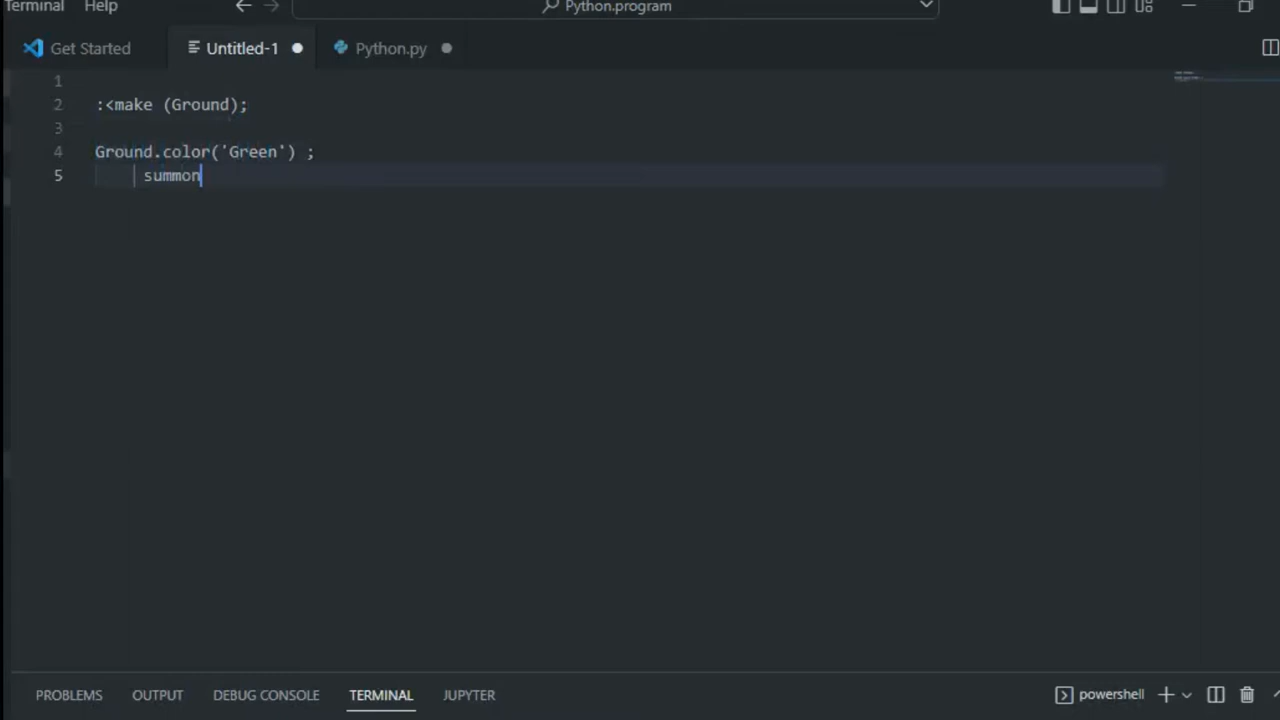 Terminal Help Python.program
Get Started Untitled-1 Python.py
1
2 :<make (Ground);
3
4 Ground.color('Green') ;
5 summon
PROBLEMS OUTPUT DEBUG CONSOLE TERMINAL JUPYTER powershell